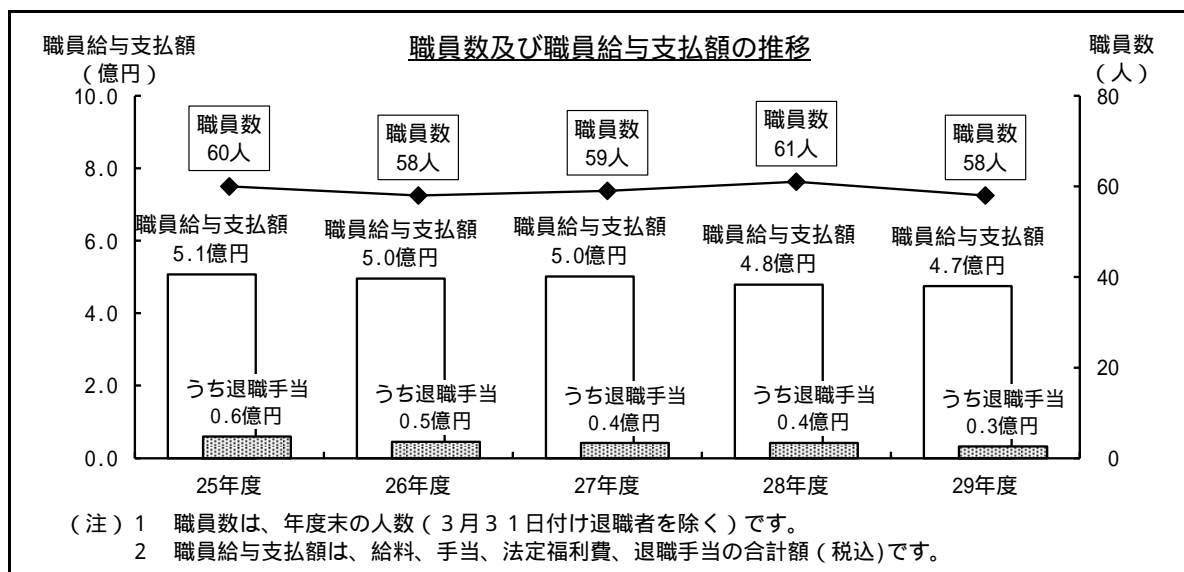 職員数及び職員給与支払額の推移
職員給与支払額
(億円)
職員数
(人)
10.0
8.0
6.0
4.0
2.0
0.0
80
60
40
20
0
職員数
60人
職員数
58人
職員数
59人
職員数
61人
職員数
58人
職員給与支払額
5.1億円
職員給与支払額
5.0億円
職員給与支払額
5.0億円
職員給与支払額
4.8億円
職員給与支払額
4.7億円
うち退職手当
0.6億円
うち退職手当
0.5億円
うち退職手当
0.4億円
うち退職手当
0.4億円
うち退職手当
0.3億円
25年度
26年度
27年度
28年度
29年度
(注)1 職員数は、年度末の人数(3月31日付け退職者を除く)です。
2 職員給与支払額は、給料、手当、法定福利費、退職手当の合計額(税込)です。